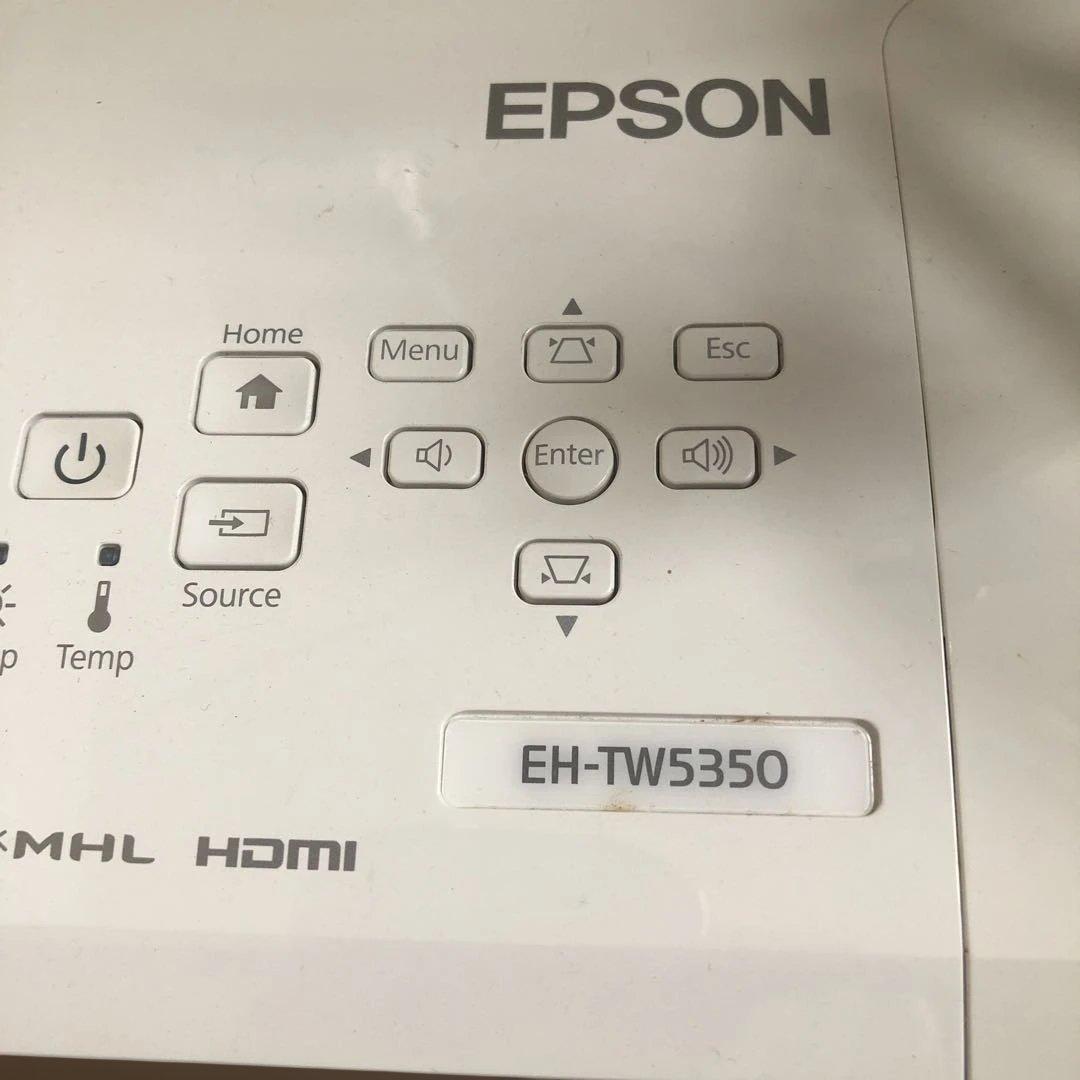 EPSON
Home
Menu
Esc
Enter
Source
p
Temp
EH-TW5350
MHL HDMI